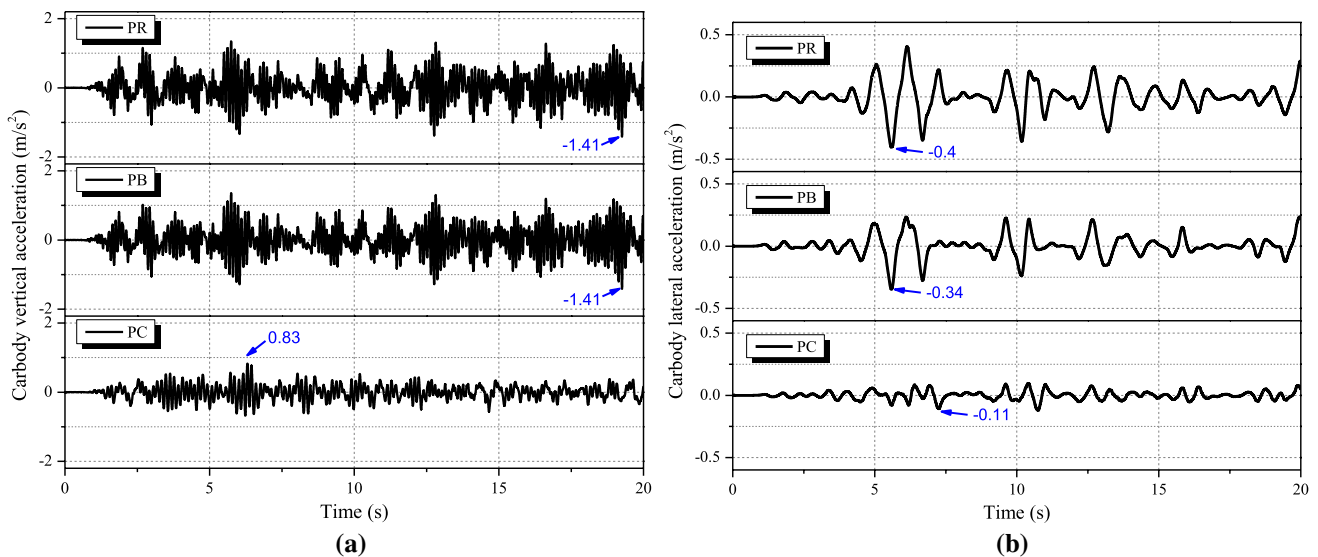 Carbody vertical acceleration (m/s²)
2
0
-2
PR
-1.41
2
0
-2
PB
-1.41
2
0
-2
PC
0.83
0
5
10
15
20
Time (s)
(a)
Carbody lateral acceleration (m/s²)
0.5
0.0
-0.5
PR
-0.4
0.5
0.0
-0.5
PB
-0.34
0.5
0.0
-0.5
PC
-0.11
0
5
10
15
20
Time (s)
(b)